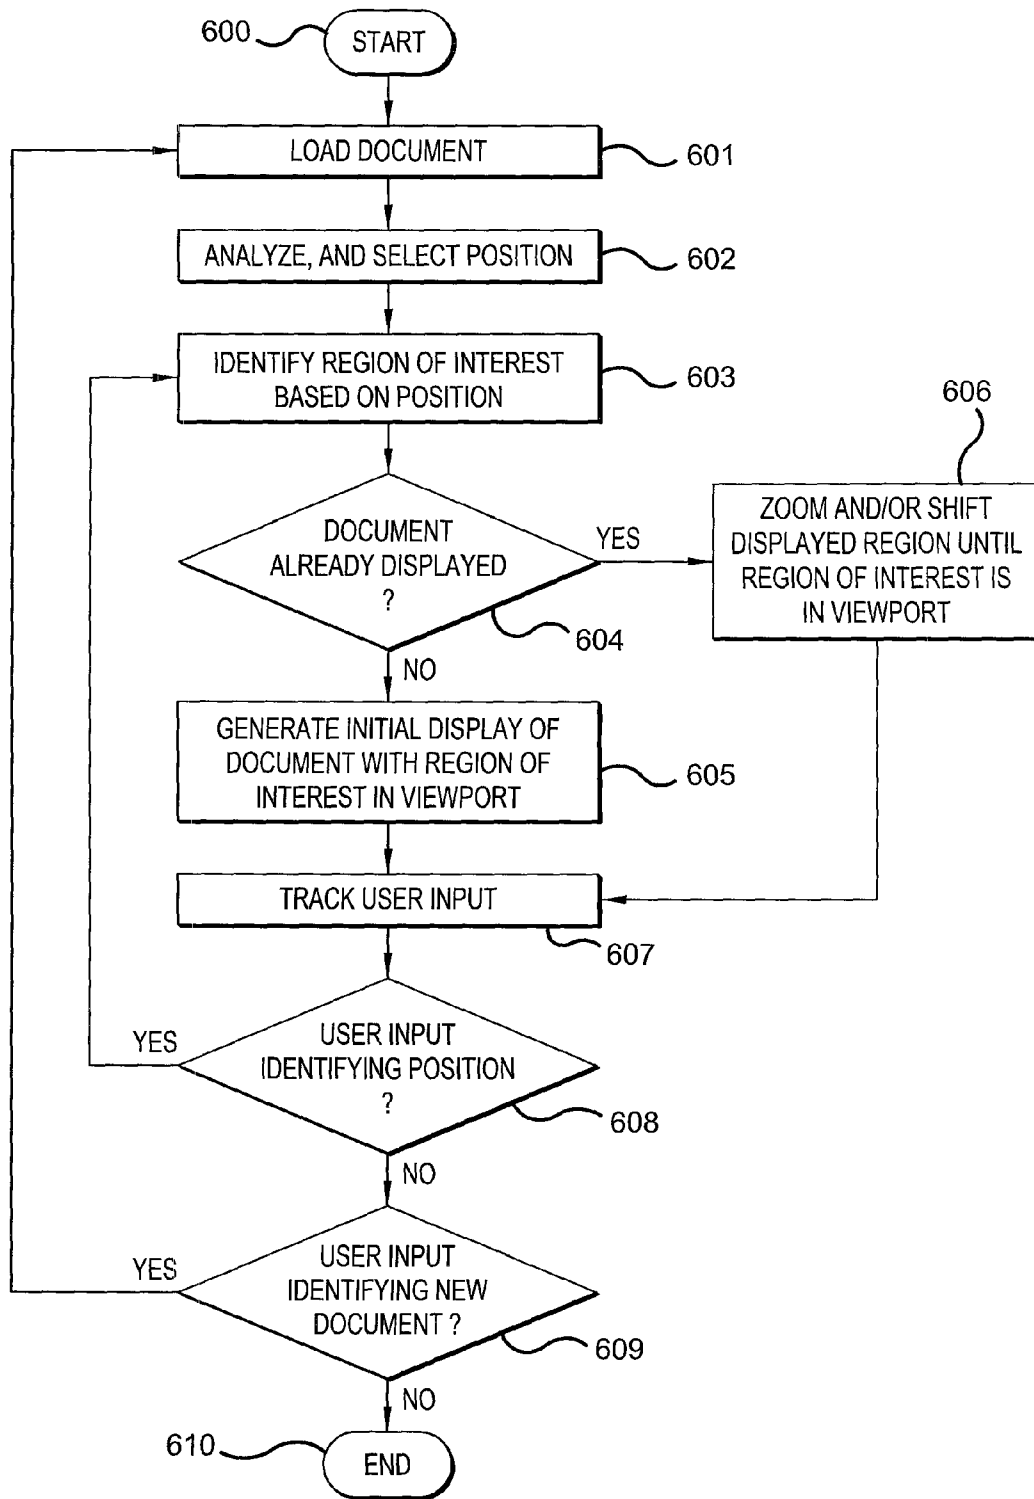 600
START
LOAD DOCUMENT
601
ANALYZE, AND SELECT POSITION
602
IDENTIFY REGION OF INTEREST
BASED ON POSITION
603
606
DOCUMENT
ALREADY DISPLAYED
?
YES
604
NO
ZOOM AND/OR SHIFT
DISPLAYED REGION UNTIL
REGION OF INTEREST IS
IN VIEWPORT
GENERATE INITIAL DISPLAY OF
DOCUMENT WITH REGION OF
INTEREST IN VIEWPORT
605
TRACK USER INPUT
607
YES
USER INPUT
IDENTIFYING POSITION
?
608
NO
YES
USER INPUT
IDENTIFYING NEW
DOCUMENT ?
609
NO
610
END